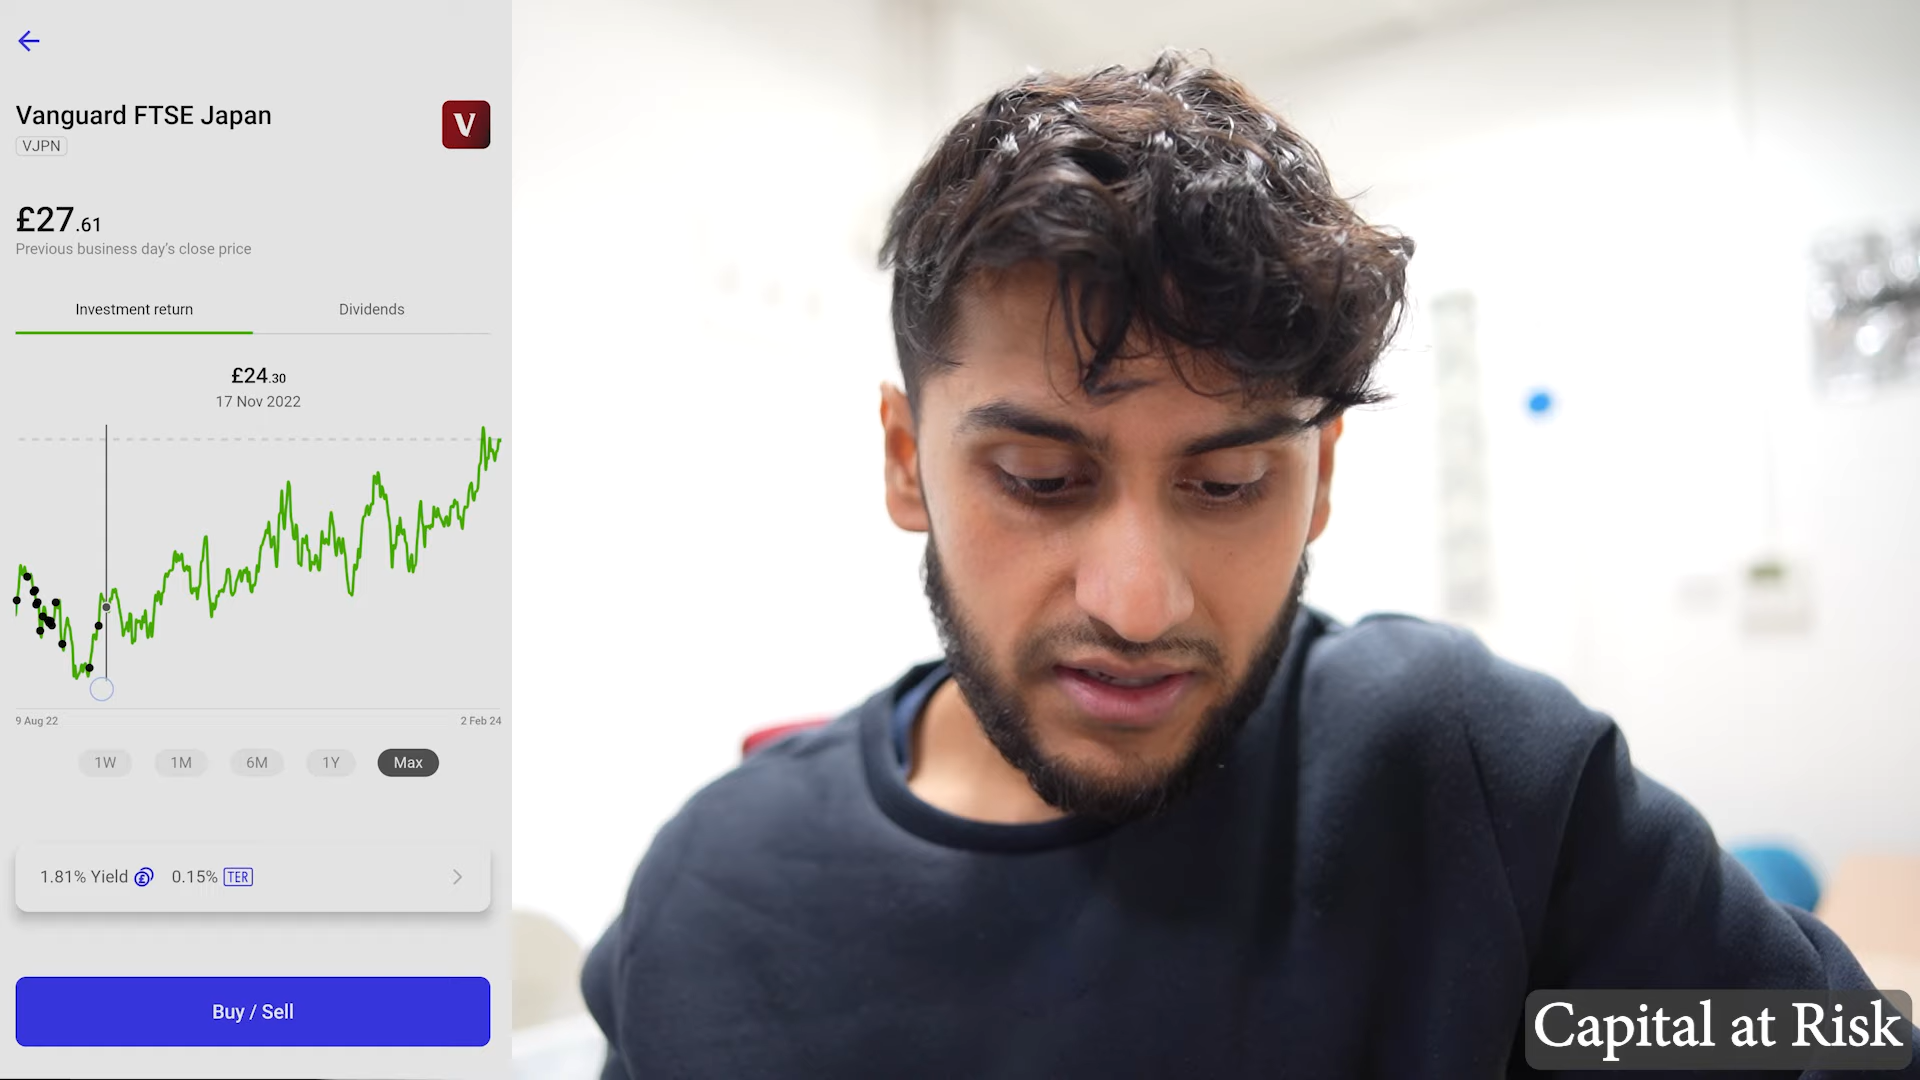 Vanguard FTSE Japan
V
VJPN
£27.61
Previous business day's close price
Investment return
Dividends
£24.30
17 Nov 2022
9 Aug 22
2 Feb 24
1W
1M
6M
1Y
Max
1.81% Yield £ 0.15% TER
Buy / Sell
Capital at Risk